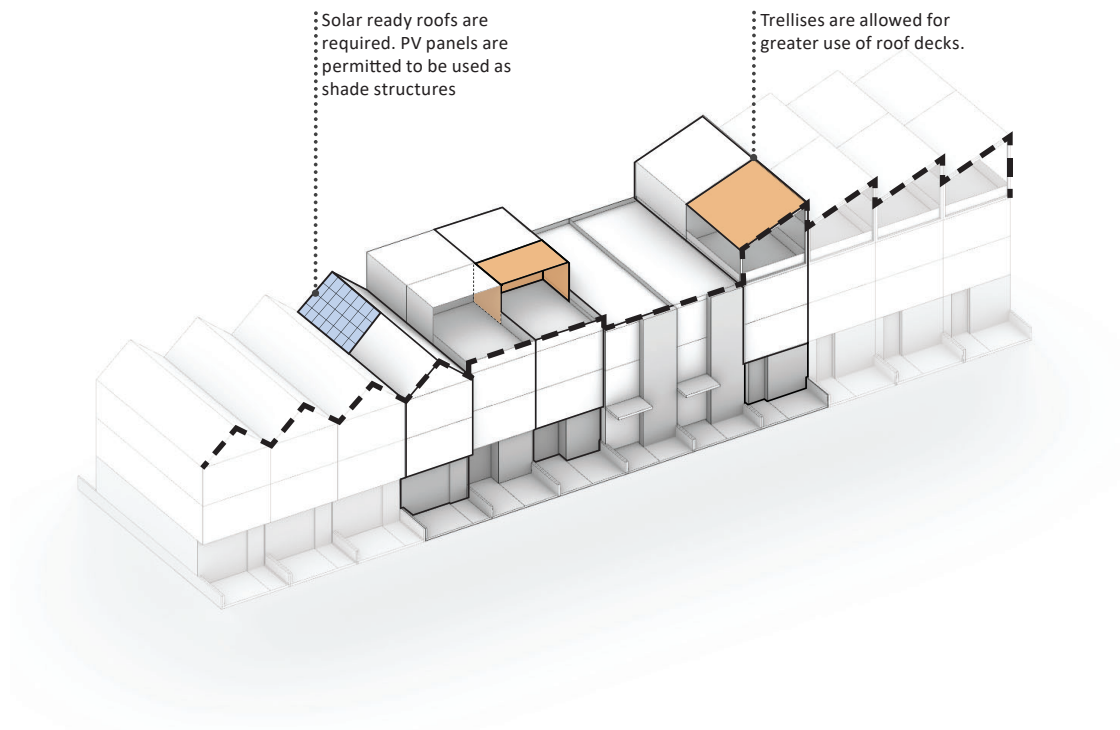 Solar ready roofs are
required. PV panels are
permitted to be used as
shade structures
Trellises are allowed for
greater use of roof decks.